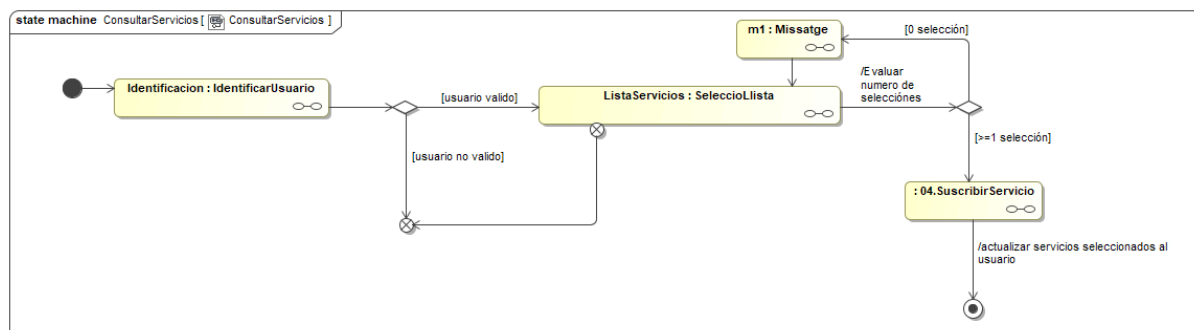 state machine ConsultarServicios [ ConsultarServicios ]
m1 : Missatge
[0 selección]
Identificacion : IdentificarUsuario
[usuario valido]
ListaServicios : SeleccioLlista
/Evaluar
numero de
selecciónes
[usuario no valido]
[>=1 selección]
: 04.SuscribirServicio
/actualizar servicios seleccionados al
usuario